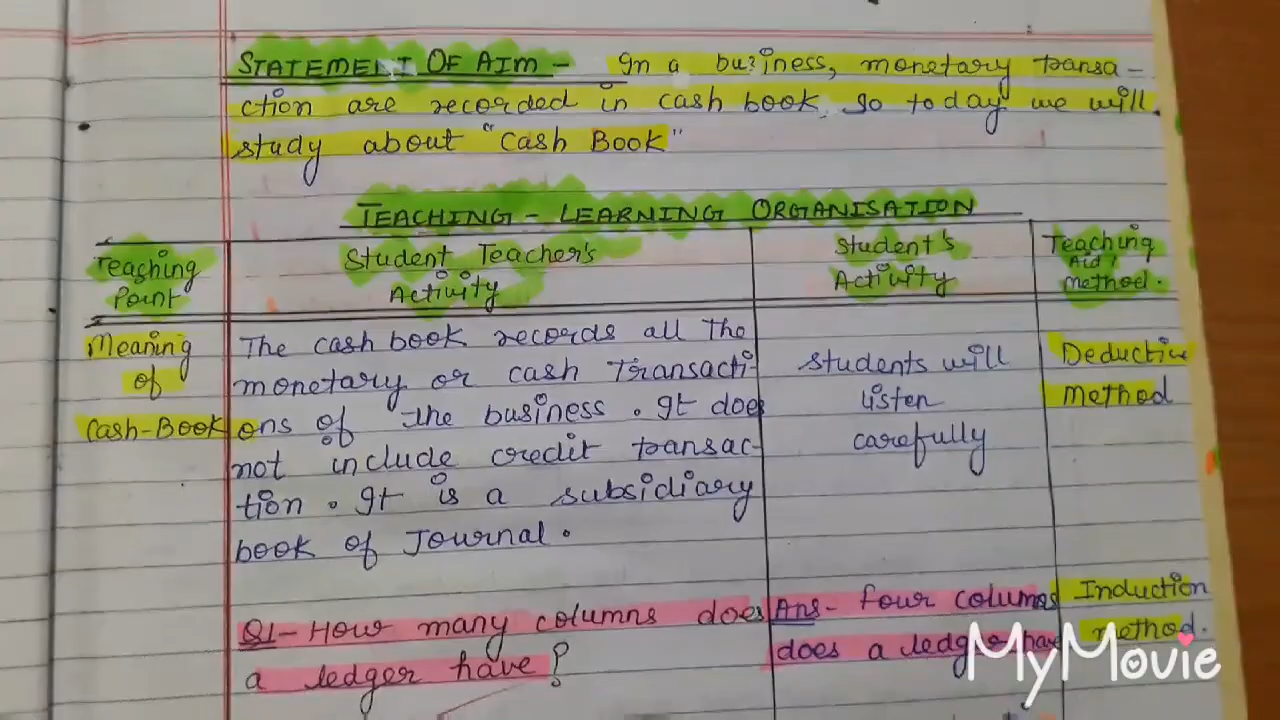 STATEMENT OF AIM - In a business, monetary transa-
ction are recorded in cash book, so today we will
study about "Cash Book"
TEACHING - LEARNING ORGANISATION
Teaching Point
Student Teacher's Activity
Student's Activity
Teaching Aid / method.
Meaning
of
Cash-Book
The cash book records all the
monetary or cash transacti-
ons of the business. It does
not include credit transac-
tion. It is a subsidiary
book of Journal.
students will
listen
carefully
Deductive
Method
Q1- How many columns does
a ledger have?
Ans- Four columns
does a ledger have
Induction
method.
MyMovie